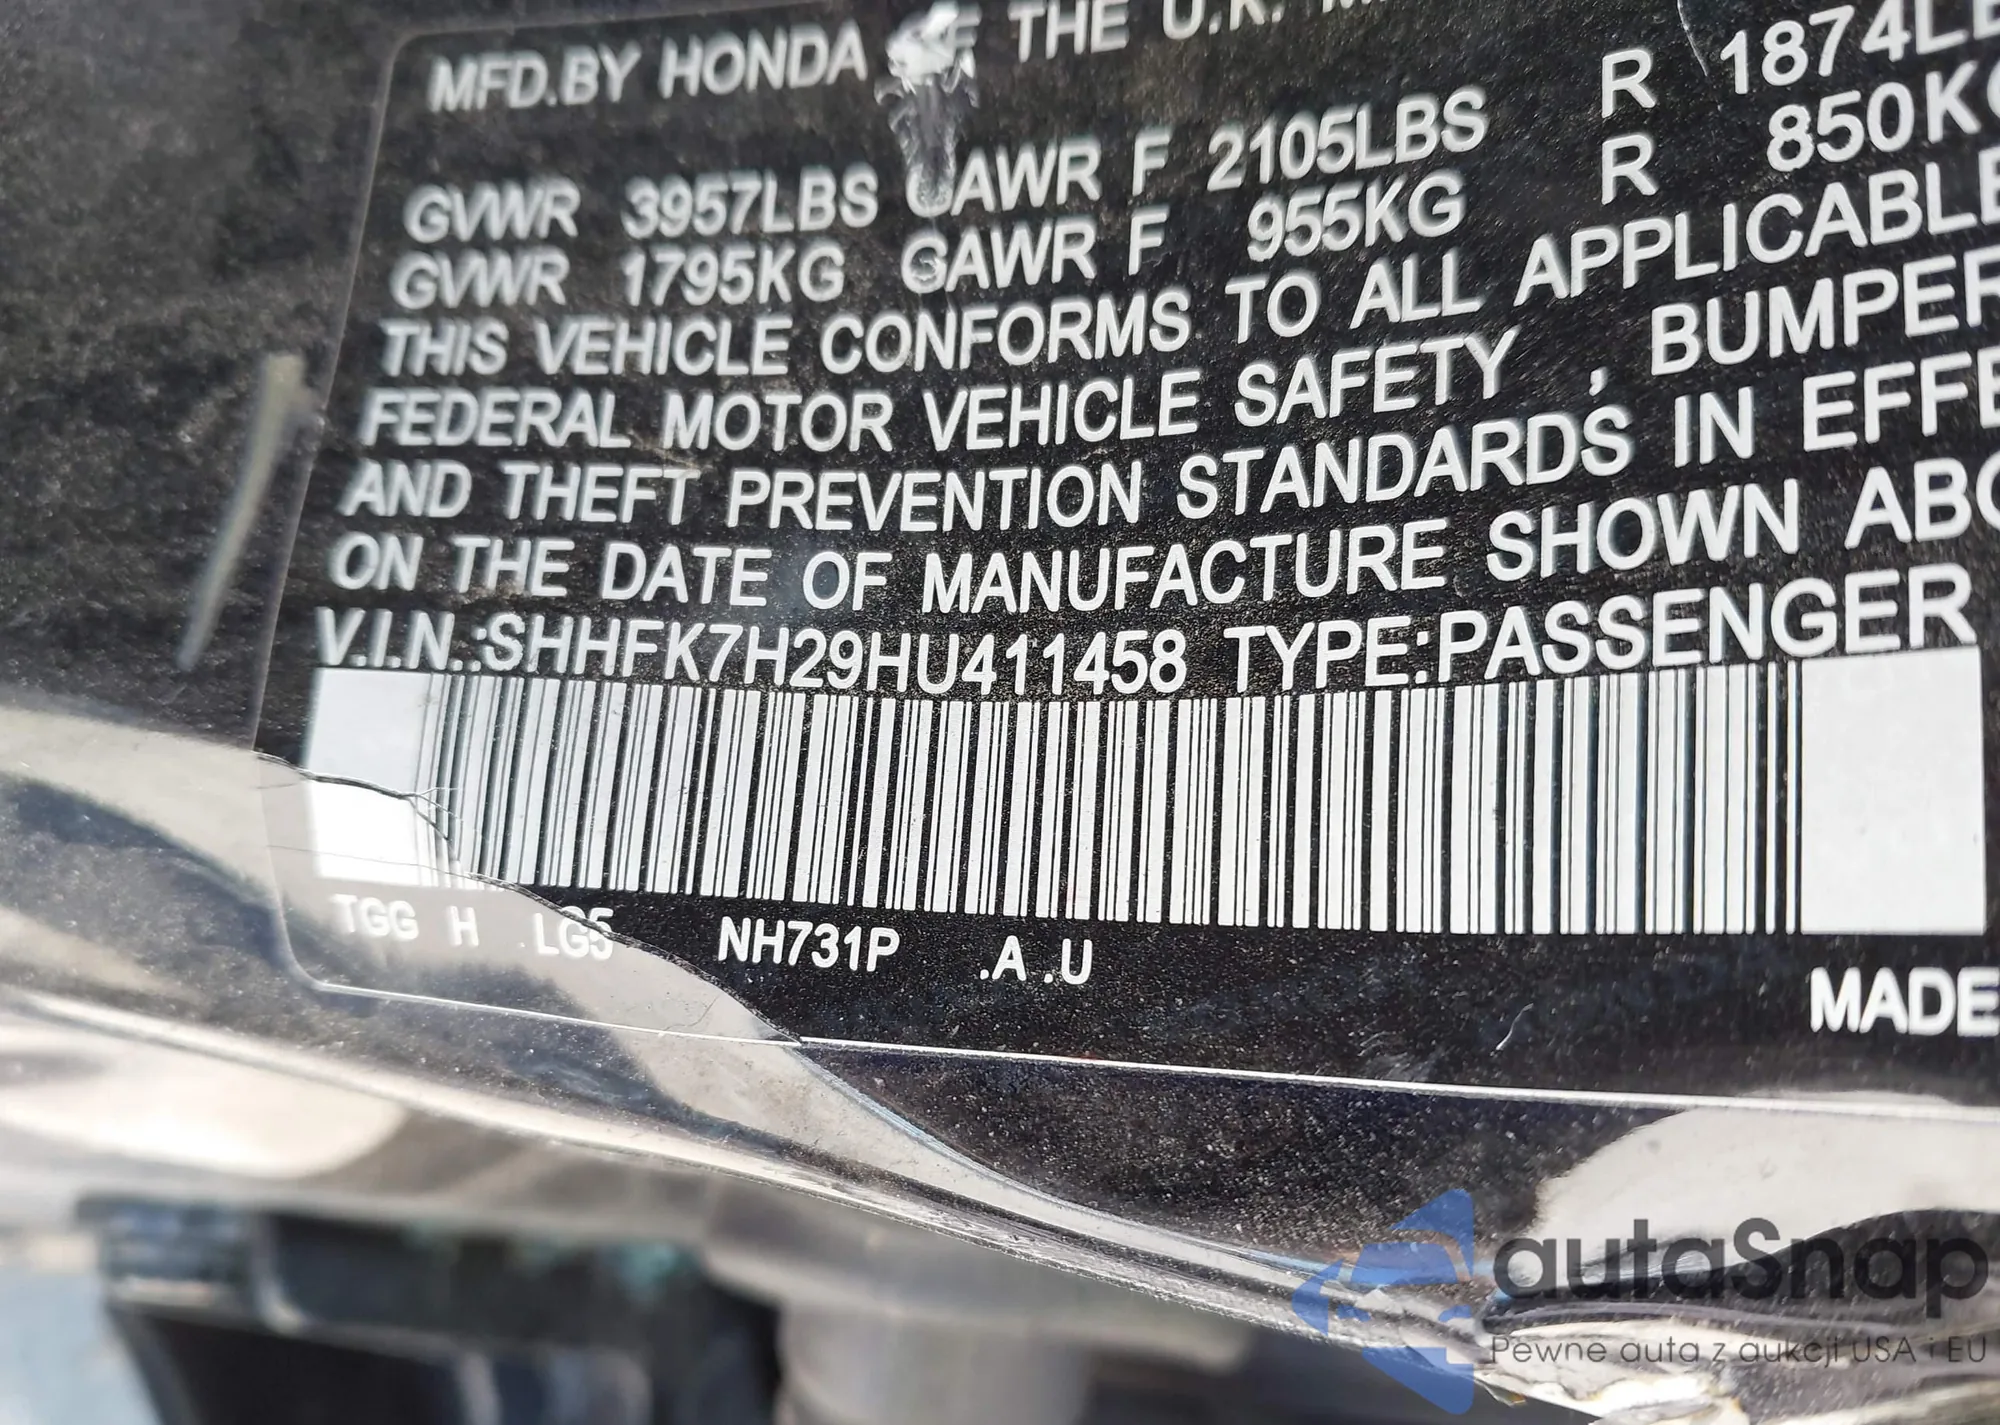 MFD.BY HONDA OF THE U.K.
GVWR 3957LBS GAWR F 2105LBS R 1874LB
GVWR 1795KG GAWR F 955KG R 850KG
THIS VEHICLE CONFORMS TO ALL APPLICABLE
FEDERAL MOTOR VEHICLE SAFETY , BUMPER
AND THEFT PREVENTION STANDARDS IN EFFE
ON THE DATE OF MANUFACTURE SHOWN ABO
V.I.N.:SHHFK7H29HU411458 TYPE:PASSENGER
TGG H .LG5 NH731P .A .U
MADE
autaSnap
Pewne auta z aukcji USA i EU